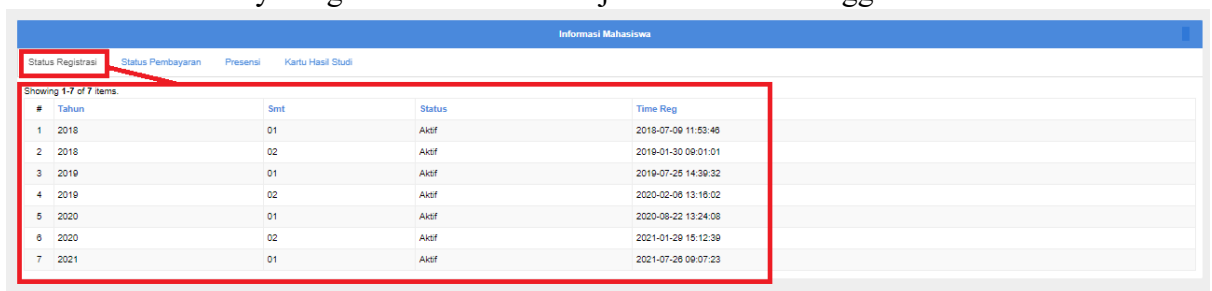 Informasi Mahasiswa
Status Registrasi Status Pembayaran Presensi Kartu Hasil Studi
Showing 1-7 of 7 items.
# Tahun Smt Status Time Reg
1 2018 01 Aktif 2018-07-09 11:53:46
2 2018 02 Aktif 2019-01-30 09:01:01
3 2019 01 Aktif 2019-07-25 14:39:32
4 2019 02 Aktif 2020-02-06 13:16:02
5 2020 01 Aktif 2020-08-22 13:24:08
6 2020 02 Aktif 2021-01-29 15:12:39
7 2021 01 Aktif 2021-07-26 09:07:23